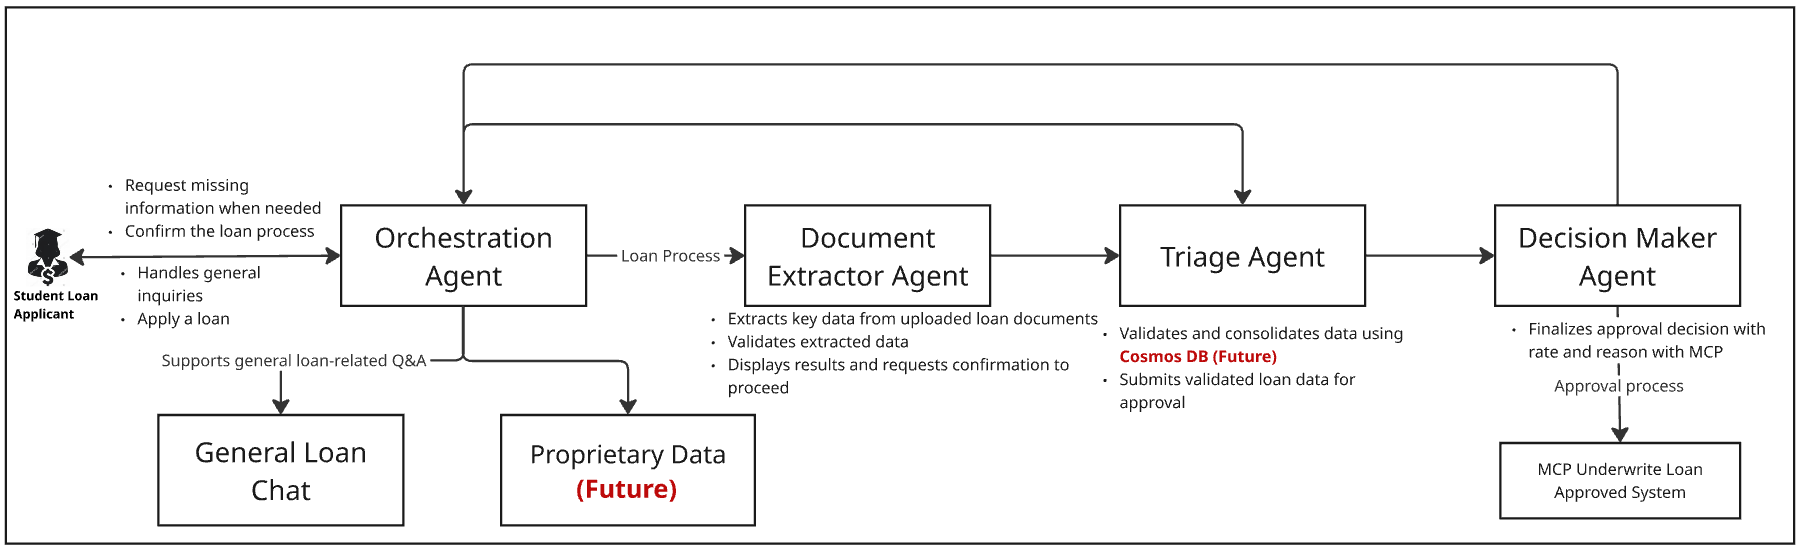 • Request missing
information when needed
• Confirm the loan process
Student Loan
Applicant
• Handles general
inquiries
• Apply a loan
Orchestration
Agent
Loan Process
Document
Extractor Agent
• Extracts key data from uploaded loan documents
• Validates extracted data
• Displays results and requests confirmation to
proceed
Triage Agent
• Validates and consolidates data using
Cosmos DB (Future)
• Submits validated loan data for
approval
Decision Maker
Agent
• Finalizes approval decision with
rate and reason with MCP
Approval process
MCP Underwrite Loan
Approved System
Supports general loan-related Q&A
General Loan
Chat
Proprietary Data
(Future)